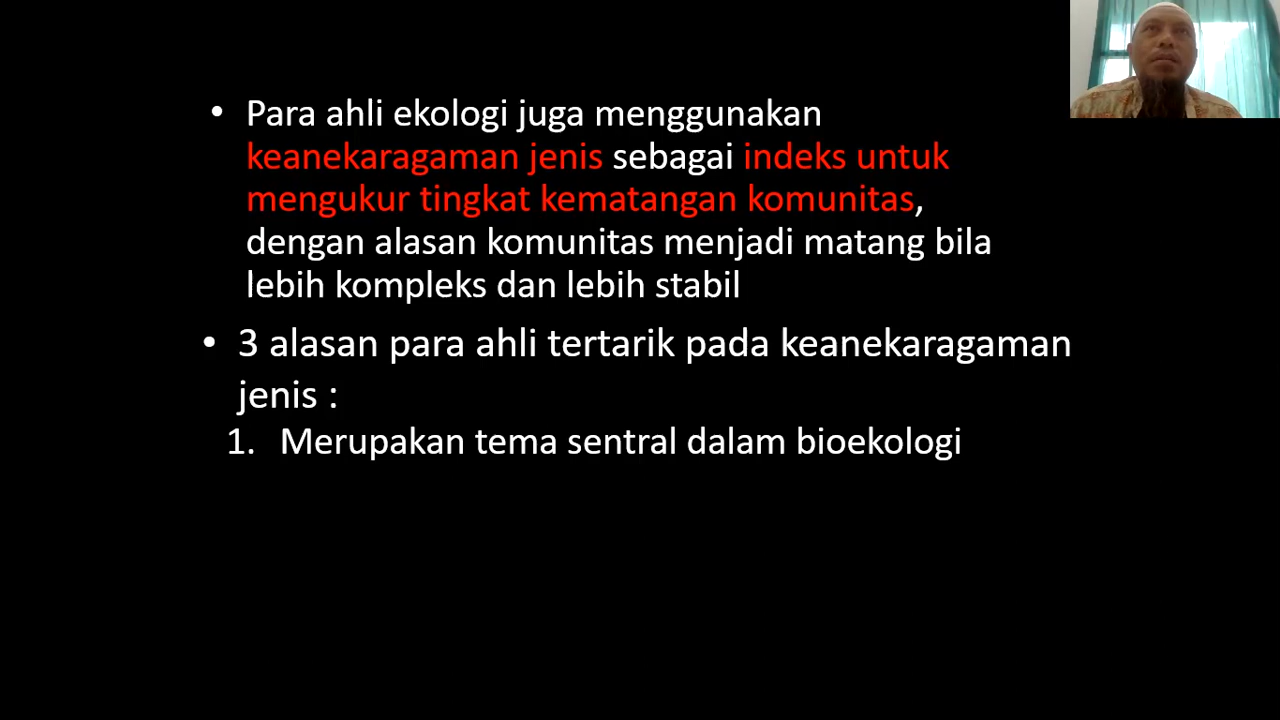 • Para ahli ekologi juga menggunakan
keanekaragaman jenis sebagai indeks untuk
mengukur tingkat kematangan komunitas,
dengan alasan komunitas menjadi matang bila
lebih kompleks dan lebih stabil
• 3 alasan para ahli tertarik pada keanekaragaman
jenis :
1. Merupakan tema sentral dalam bioekologi